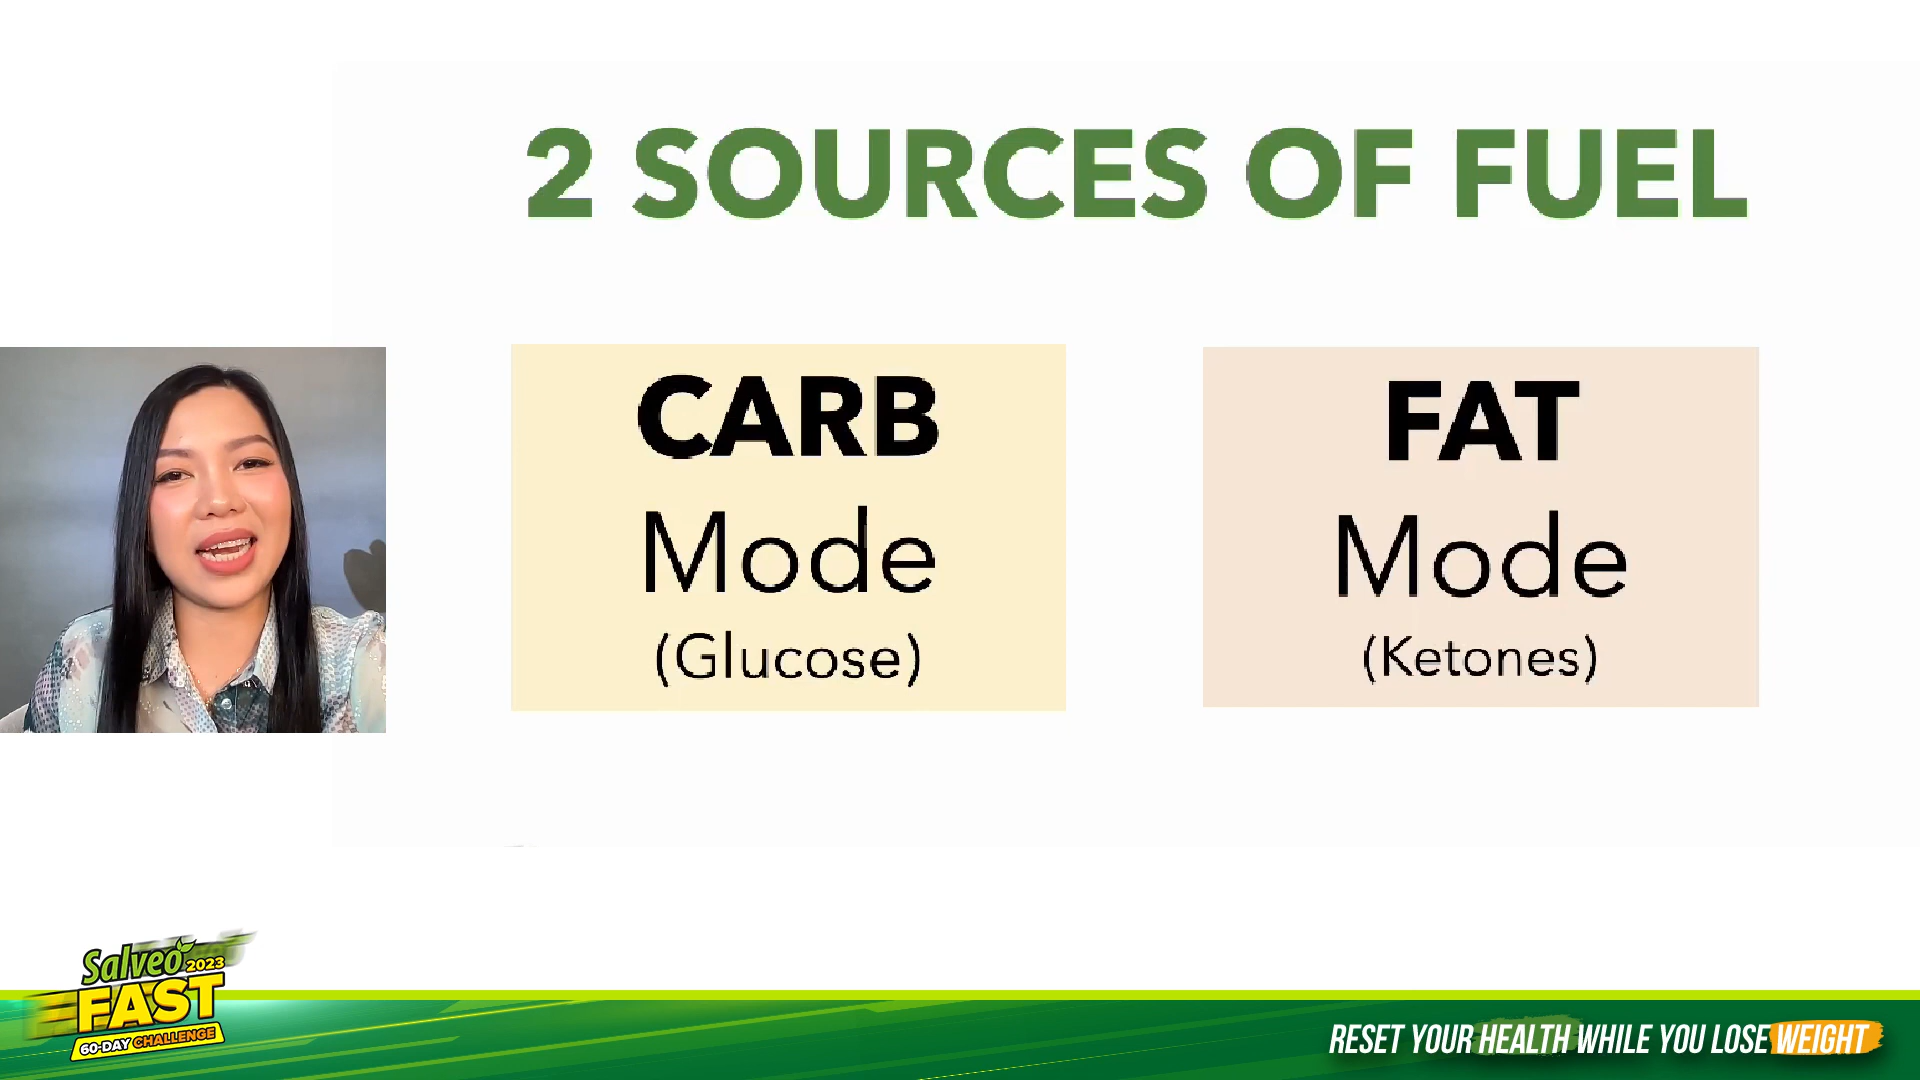 2 SOURCES OF FUEL
CARB
Mode
(Glucose)
FAT
Mode
(Ketones)
Salveo 2023
FAST
60-DAY CHALLENGE
RESET YOUR HEALTH WHILE YOU LOSE WEIGHT